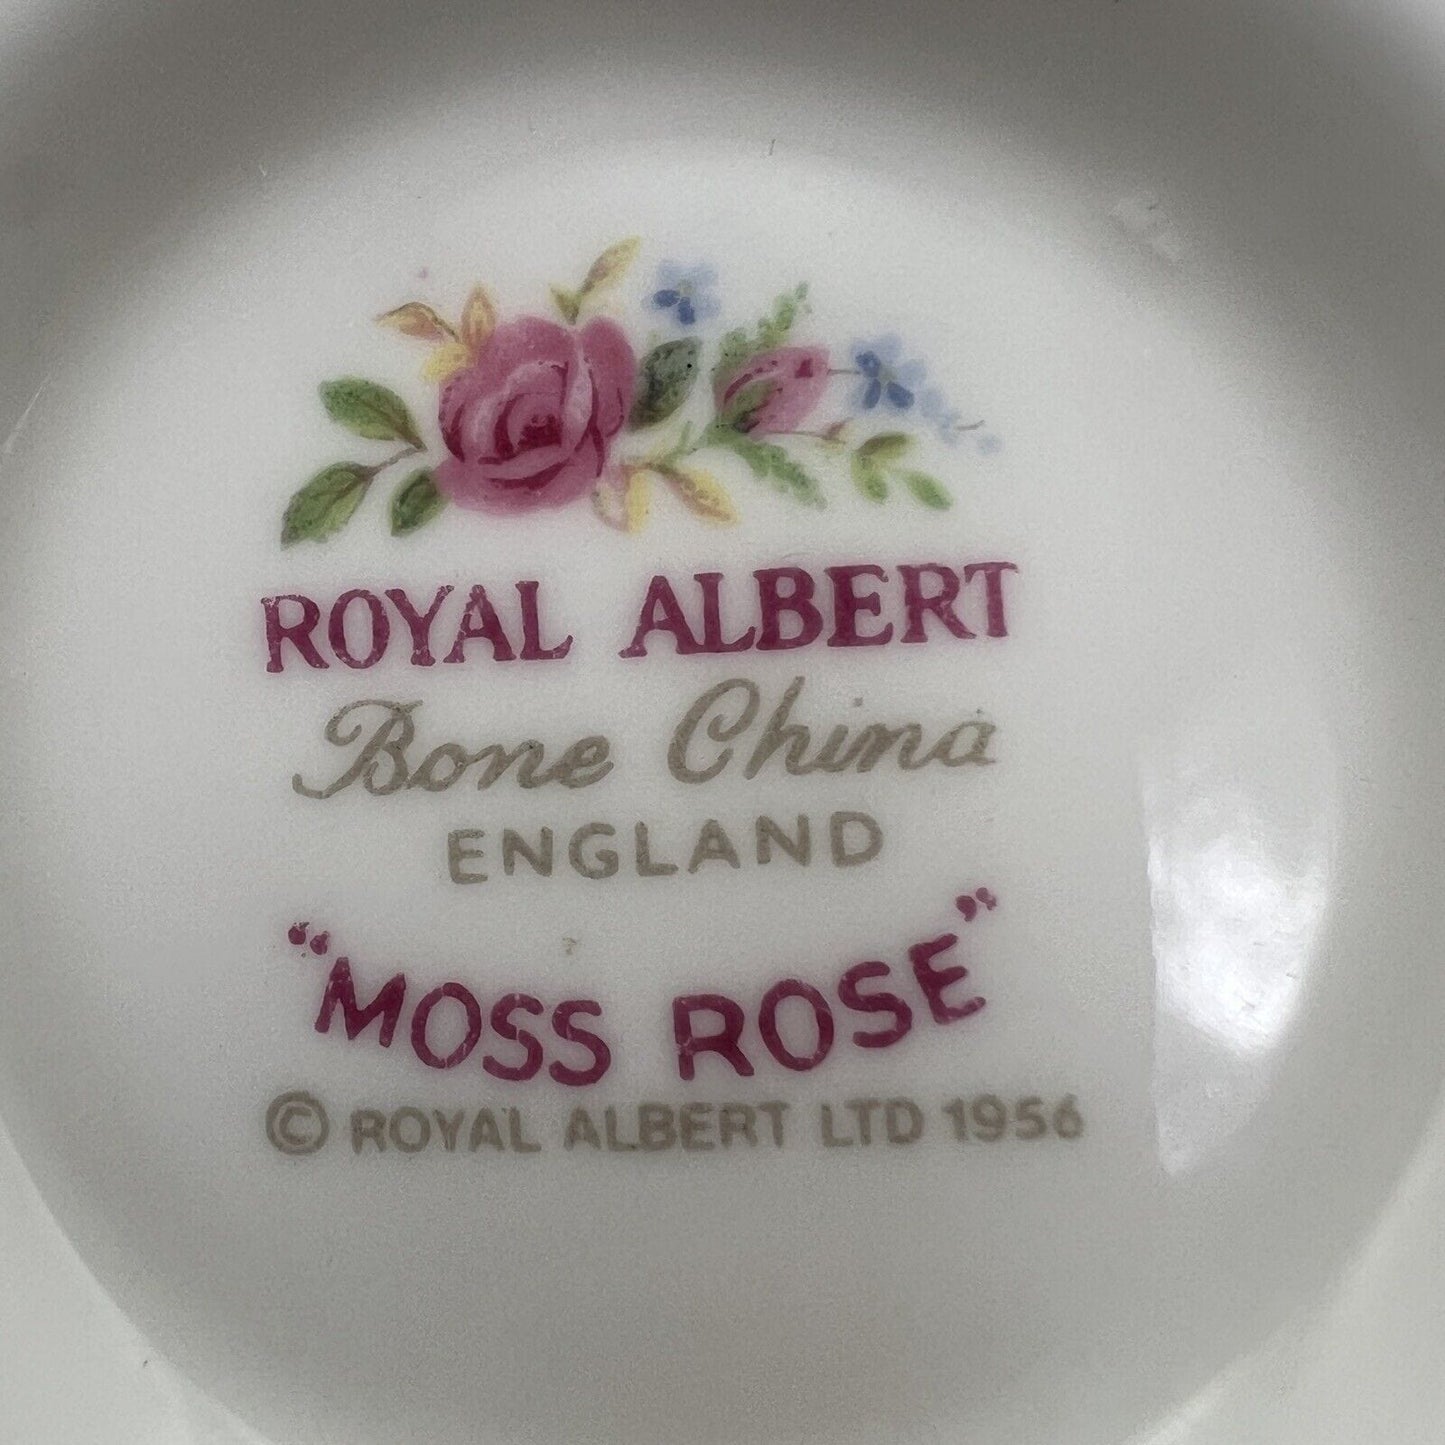 ROYAL ALBERT
Bone China
ENGLAND
“MOSS ROSE”
© ROYAL ALBERT LTD 1956